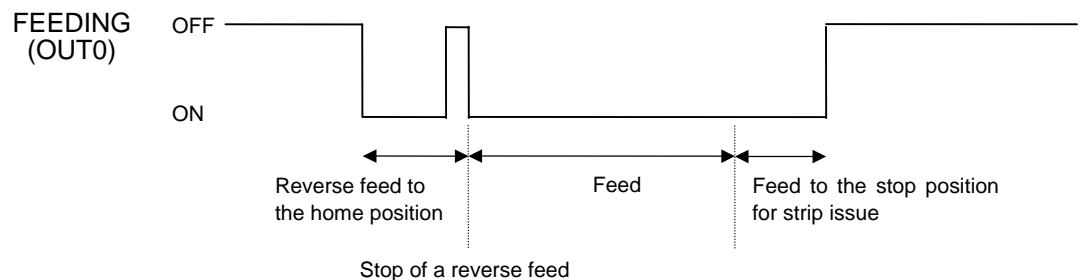 FEEDING
(OUT0)
OFF
ON
Reverse feed to
the home position
Feed
Feed to the stop position
for strip issue
Stop of a reverse feed